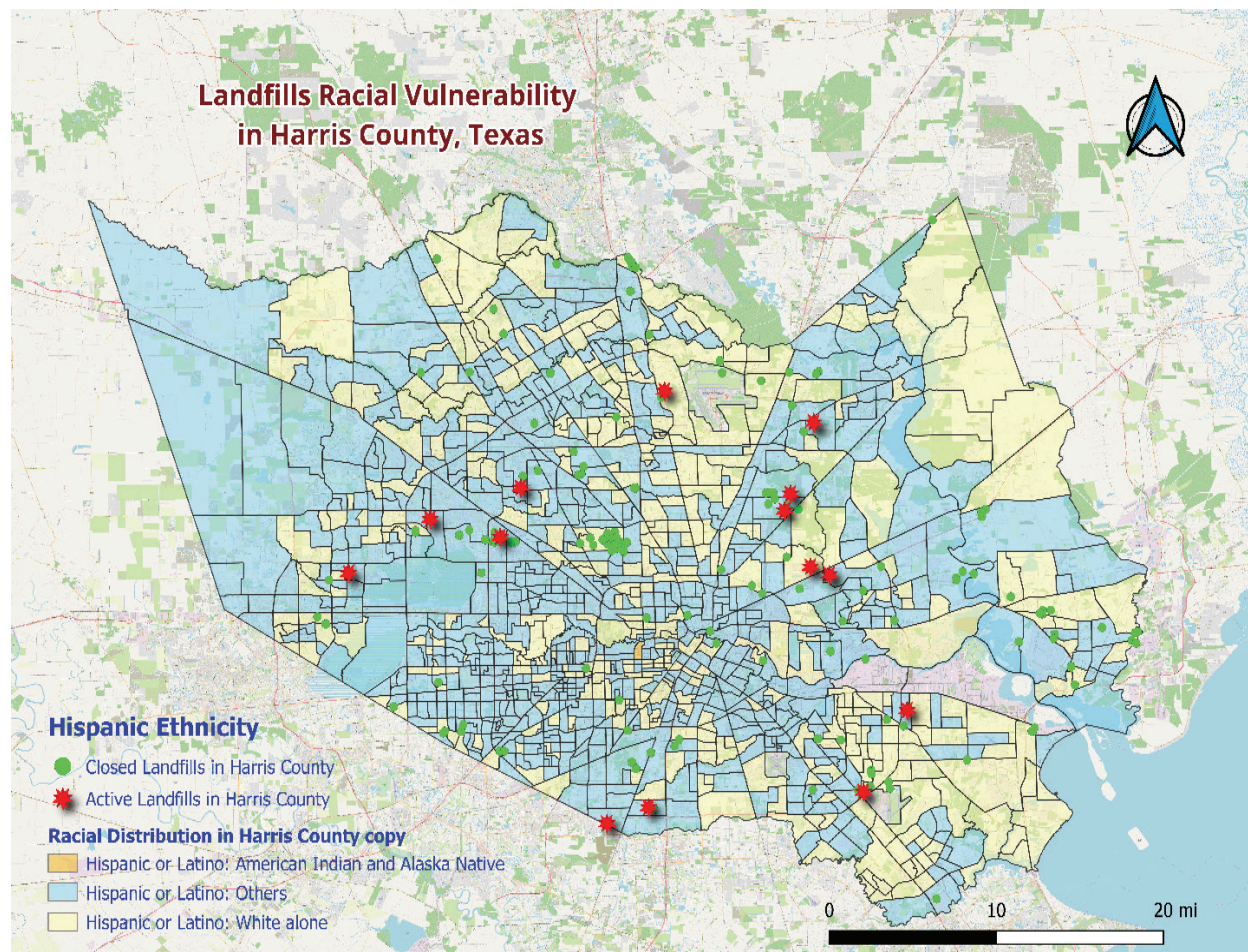 Landfills Racial Vulnerability
in Harris County, Texas
Hispanic Ethnicity
Closed Landfills in Harris County
Active Landfills in Harris County
Racial Distribution in Harris County copy
Hispanic or Latino: American Indian and Alaska Native
Hispanic or Latino: Others
Hispanic or Latino: White alone
0 10 20 mi